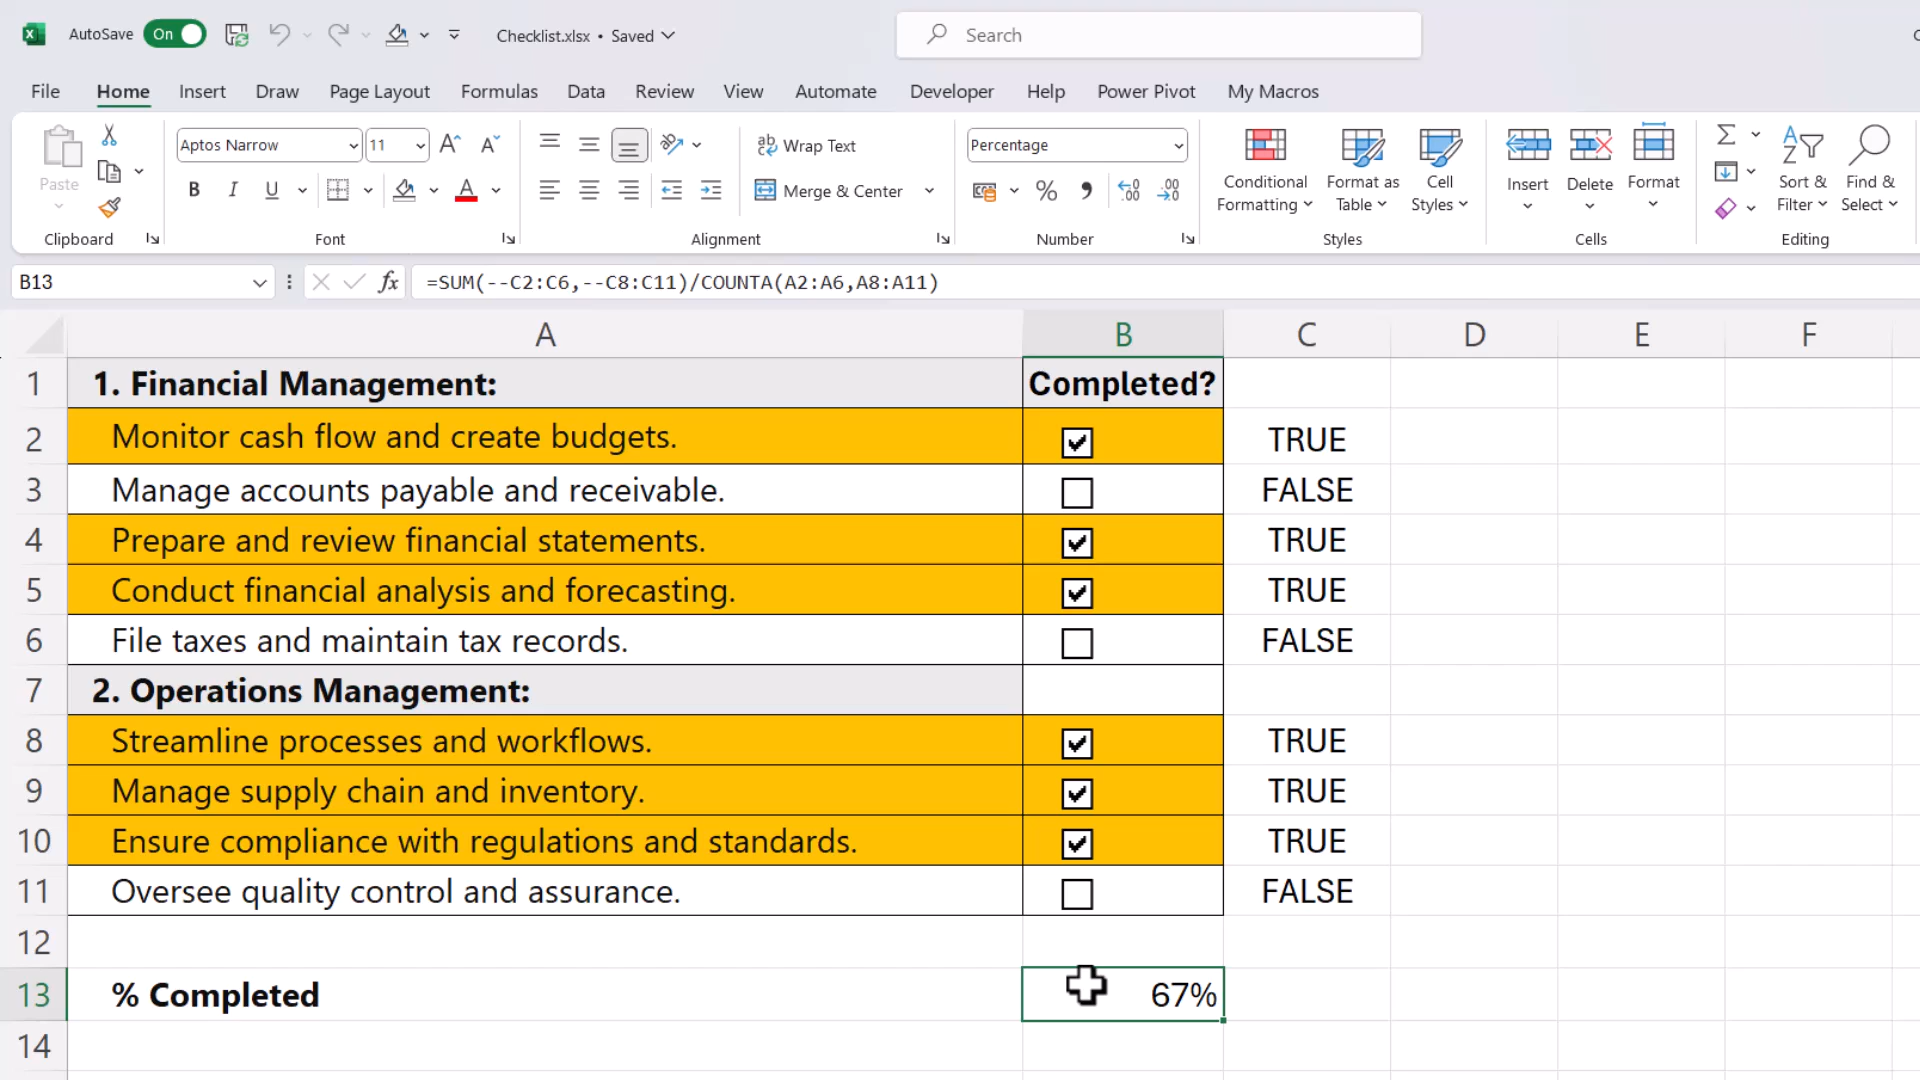 AutoSave On Checklist.xlsx • Saved Search
File Home Insert Draw Page Layout Formulas Data Review View Automate Developer Help Power Pivot My Macros
Paste
Clipboard
Aptos Narrow 11
B I U
Font
Wrap Text
Merge & Center
Alignment
Percentage
Number
Conditional Formatting
Format as Table
Cell Styles
Styles
Insert
Delete
Format
Cells
Sort & Filter
Find & Select
Editing
B13 fx =SUM(--C2:C6,--C8:C11)/COUNTA(A2:A6,A8:A11)
A B C D E F
1 1. Financial Management: Completed?
2 Monitor cash flow and create budgets. TRUE
3 Manage accounts payable and receivable. FALSE
4 Prepare and review financial statements. TRUE
5 Conduct financial analysis and forecasting. TRUE
6 File taxes and maintain tax records. FALSE
7 2. Operations Management:
8 Streamline processes and workflows. TRUE
9 Manage supply chain and inventory. TRUE
10 Ensure compliance with regulations and standards. TRUE
11 Oversee quality control and assurance. FALSE
12
13 % Completed 67%
14